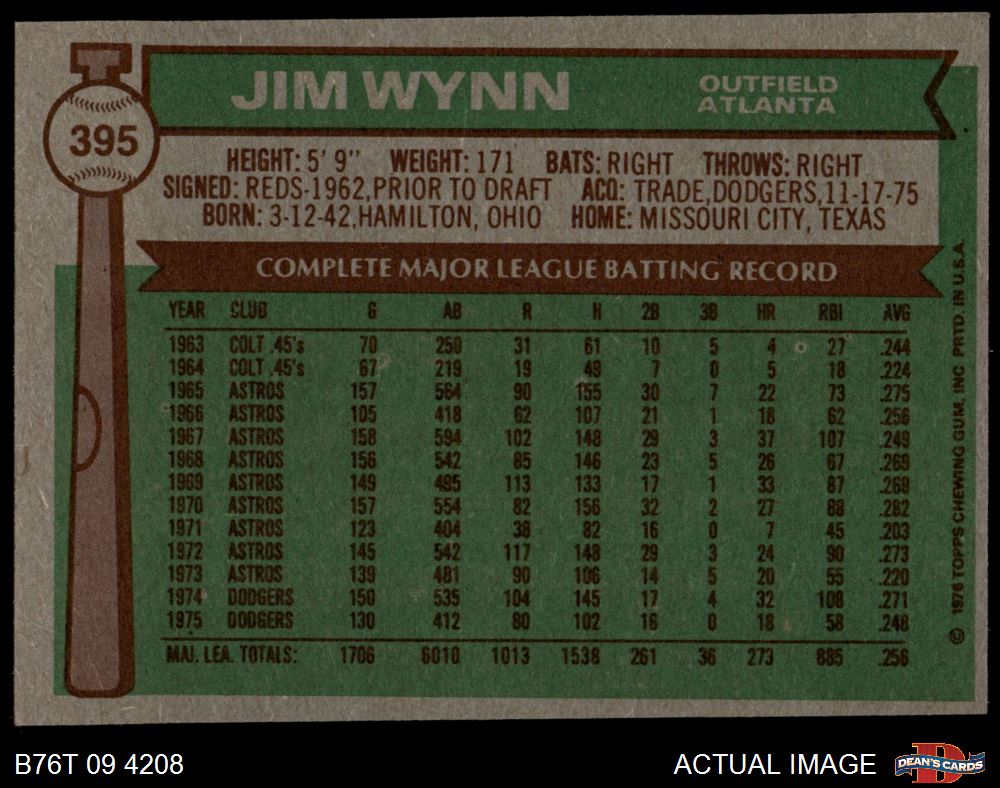 395
JIM WYNN
OUTFIELD
ATLANTA
HEIGHT: 5' 9" WEIGHT: 171 BATS: RIGHT THROWS: RIGHT
SIGNED: REDS-1962,PRIOR TO DRAFT ACQ: TRADE,DODGERS,11-17-75
BORN: 3-12-42,HAMILTON, OHIO HOME: MISSOURI CITY, TEXAS
COMPLETE MAJOR LEAGUE BATTING RECORD
YEAR CLUB G AB R H 2B 3B HR RBI AVG
1963 COLT .45's 70 250 31 61 10 5 4 27 .244
1964 COLT .45's 67 219 19 49 7 0 5 18 .224
1965 ASTROS 157 564 90 155 30 7 22 73 .275
1966 ASTROS 105 418 62 107 21 1 18 62 .256
1967 ASTROS 158 594 102 148 29 3 37 107 .249
1968 ASTROS 156 542 85 146 23 5 26 67 .269
1969 ASTROS 149 495 113 133 17 1 33 87 .269
1970 ASTROS 157 554 82 156 32 2 27 88 .282
1971 ASTROS 123 404 38 82 16 0 7 45 .203
1972 ASTROS 145 542 117 148 29 3 24 90 .273
1973 ASTROS 139 481 90 106 14 5 20 55 .220
1974 DODGERS 150 535 104 145 17 4 32 108 .271
1975 DODGERS 130 412 80 102 16 0 18 58 .248
MAJ. LEA. TOTALS: 1706 6010 1013 1538 261 36 273 885 .256
© 1976 TOPPS CHEWING GUM, INC PRTD. IN U.S.A.
B76T 09 4208
ACTUAL IMAGE
D
DEAN'S CARDS